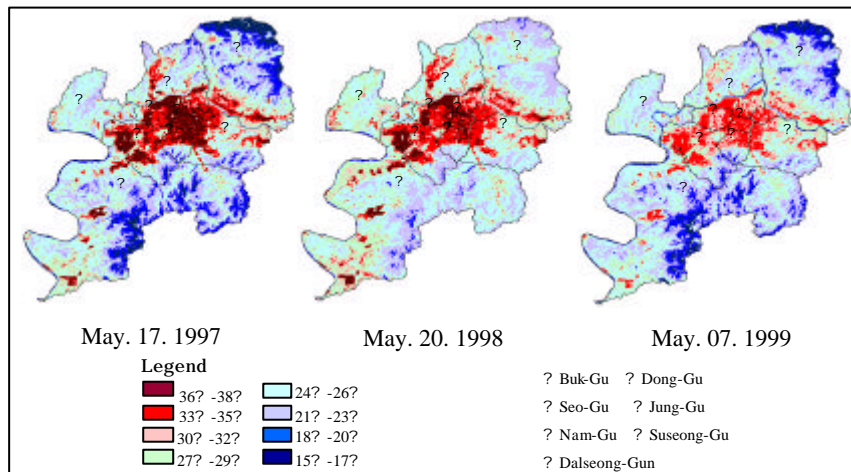 ? ? ? ? ? ? ?
? ? ? ? ? ? ?
? ? ? ? ? ? ? ?
May. 17. 1997 May. 20. 1998 May. 07. 1999
Legend
36? -38? 24? -26?
33? -35? 21? -23?
30? -32? 18? -20?
27? -29? 15? -17?
? Buk-Gu ? Dong-Gu
? Seo-Gu ? Jung-Gu
? Nam-Gu ? Suseong-Gu
? Dalseong-Gun